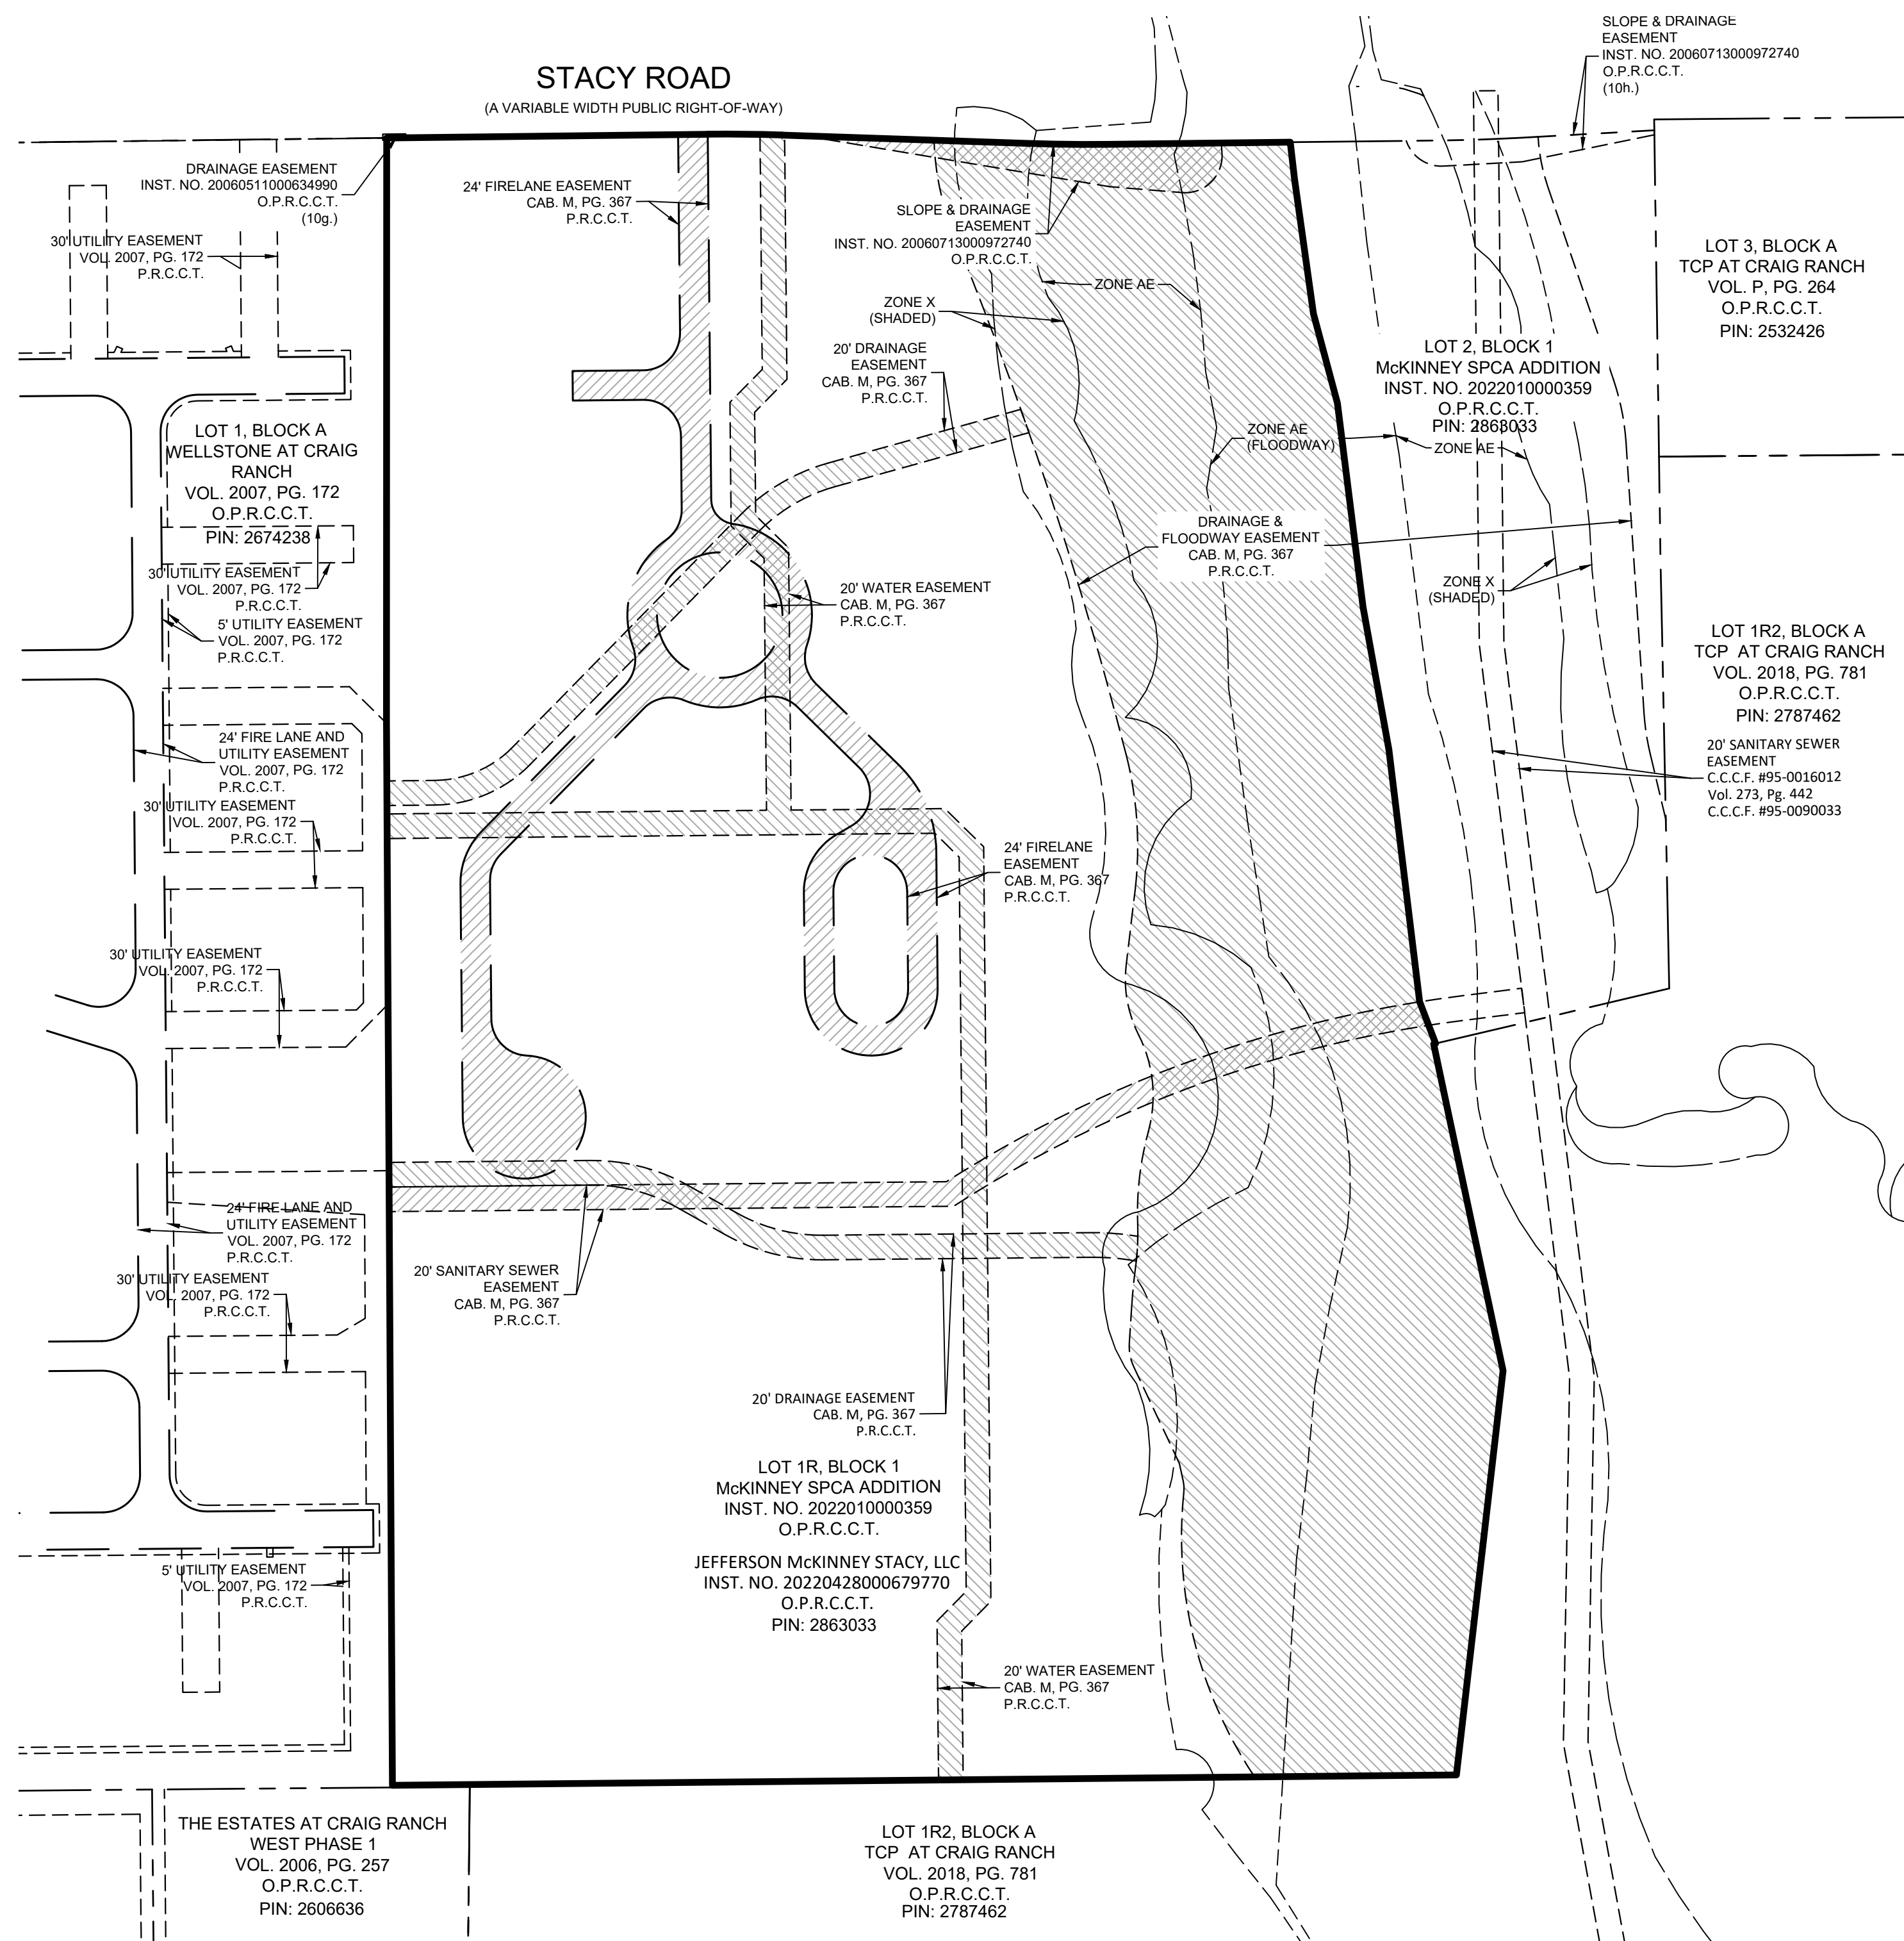 SLOPE & DRAINAGE
EASEMENT
INST. NO. 20060713000972740
O.P.R.C.C.T.
(10h.)
STACY ROAD
(A VARIABLE WIDTH PUBLIC RIGHT-OF-WAY)
DRAINAGE EASEMENT
INST. NO. 20060511000634990
O.P.R.C.C.T.
(10g.)
24' FIRELANE EASEMENT
CAB. M, PG. 367
P.R.C.C.T.
SLOPE & DRAINAGE
EASEMENT
INST. NO. 20060713000972740
O.P.R.C.C.T.
30' UTILITY EASEMENT
VOL. 2007, PG. 172
P.R.C.C.T.
LOT 3, BLOCK A
TCP AT CRAIG RANCH
VOL. P, PG. 264
O.P.R.C.C.T.
PIN: 2532426
ZONE AE
ZONE X
(SHADED)
20' DRAINAGE
EASEMENT
CAB. M, PG. 367
P.R.C.C.T.
LOT 2, BLOCK 1
McKINNEY SPCA ADDITION
INST. NO. 2022010000359
O.P.R.C.C.T.
PIN: 2863033
ZONE AE
(FLOODWAY)
ZONE AE
LOT 1, BLOCK A
WELLSTONE AT CRAIG
RANCH
VOL. 2007, PG. 172
O.P.R.C.C.T.
PIN: 2674238
DRAINAGE &
FLOODWAY EASEMENT
CAB. M, PG. 367
P.R.C.C.T.
30' UTILITY EASEMENT
VOL. 2007, PG. 172
P.R.C.C.T.
20' WATER EASEMENT
CAB. M, PG. 367
P.R.C.C.T.
ZONE X
(SHADED)
5' UTILITY EASEMENT
VOL. 2007, PG. 172
P.R.C.C.T.
LOT 1R2, BLOCK A
TCP AT CRAIG RANCH
VOL. 2018, PG. 781
O.P.R.C.C.T.
PIN: 2787462
24' FIRE LANE AND
UTILITY EASEMENT
VOL. 2007, PG. 172
P.R.C.C.T.
20' SANITARY SEWER
EASEMENT
C.C.C.F. #95-0016012
Vol. 273, Pg. 442
C.C.C.F. #95-0090033
30' UTILITY EASEMENT
VOL. 2007, PG. 172
P.R.C.C.T.
24' FIRELANE
EASEMENT
CAB. M, PG. 367
P.R.C.C.T.
30' UTILITY EASEMENT
VOL. 2007, PG. 172
P.R.C.C.T.
24' FIRE LANE AND
UTILITY EASEMENT
VOL. 2007, PG. 172
P.R.C.C.T.
30' UTILITY EASEMENT
VOL. 2007, PG. 172
P.R.C.C.T.
20' SANITARY SEWER
EASEMENT
CAB. M, PG. 367
P.R.C.C.T.
20' DRAINAGE EASEMENT
CAB. M, PG. 367
P.R.C.C.T.
LOT 1R, BLOCK 1
McKINNEY SPCA ADDITION
INST. NO. 2022010000359
O.P.R.C.C.T.
JEFFERSON McKINNEY STACY, LLC
INST. NO. 20220428000679770
O.P.R.C.C.T.
PIN: 2863033
5' UTILITY EASEMENT
VOL. 2007, PG. 172
P.R.C.C.T.
20' WATER EASEMENT
CAB. M, PG. 367
P.R.C.C.T.
THE ESTATES AT CRAIG RANCH
WEST PHASE 1
VOL. 2006, PG. 257
O.P.R.C.C.T.
PIN: 2606636
LOT 1R2, BLOCK A
TCP AT CRAIG RANCH
VOL. 2018, PG. 781
O.P.R.C.C.T.
PIN: 2787462